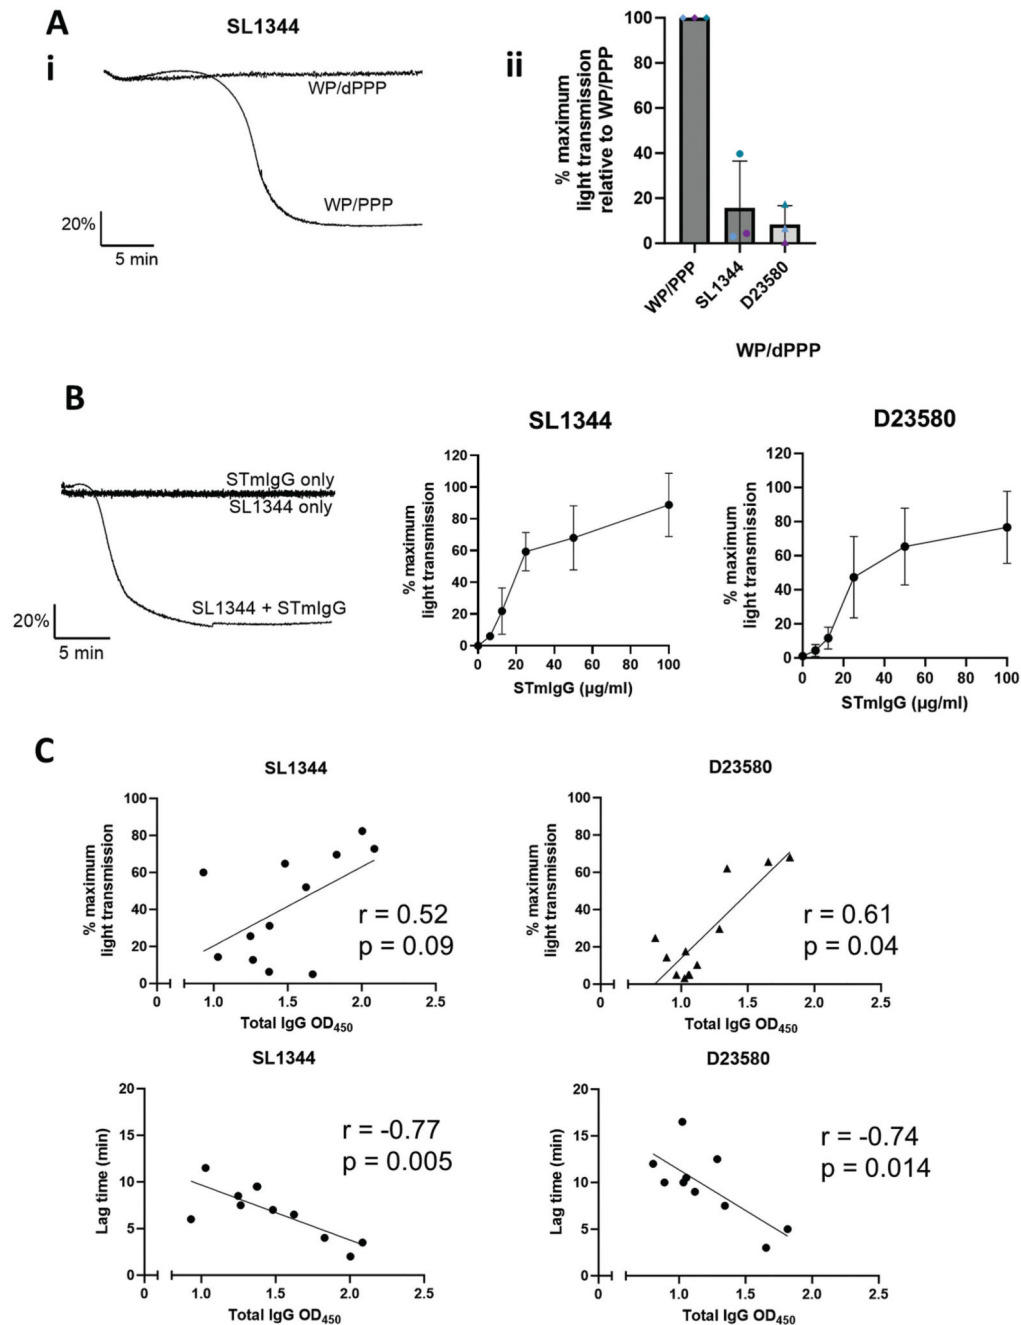 A
SL1344
i
WP/dPPP
WP/PPP
20%
5 min
ii
% maximum
light transmission
relative to WP/PPP
100
80
60
40
20
0
WP/PPP
SL1344
D23580
WP/dPPP
B
STmIgG only
SL1344 only
SL1344 + STmIgG
20%
5 min
SL1344
% maximum
light transmission
120
100
80
60
40
20
0
0 20 40 60 80 100
STmIgG (µg/ml)
D23580
% maximum
light transmission
120
100
80
60
40
20
0
0 20 40 60 80 100
STmIgG (µg/ml)
C
SL1344
% maximum
light transmission
100
80
60
40
20
0
r = 0.52
p = 0.09
0 1.0 1.5 2.0 2.5
Total IgG OD450
D23580
% maximum
light transmission
100
80
60
40
20
0
r = 0.61
p = 0.04
0 1.0 1.5 2.0 2.5
Total IgG OD450
SL1344
Lag time (min)
20
15
10
5
0
r = -0.77
p = 0.005
0 1.0 1.5 2.0 2.5
Total IgG OD450
D23580
Lag time (min)
20
15
10
5
0
r = -0.74
p = 0.014
0 1.0 1.5 2.0 2.5
Total IgG OD450